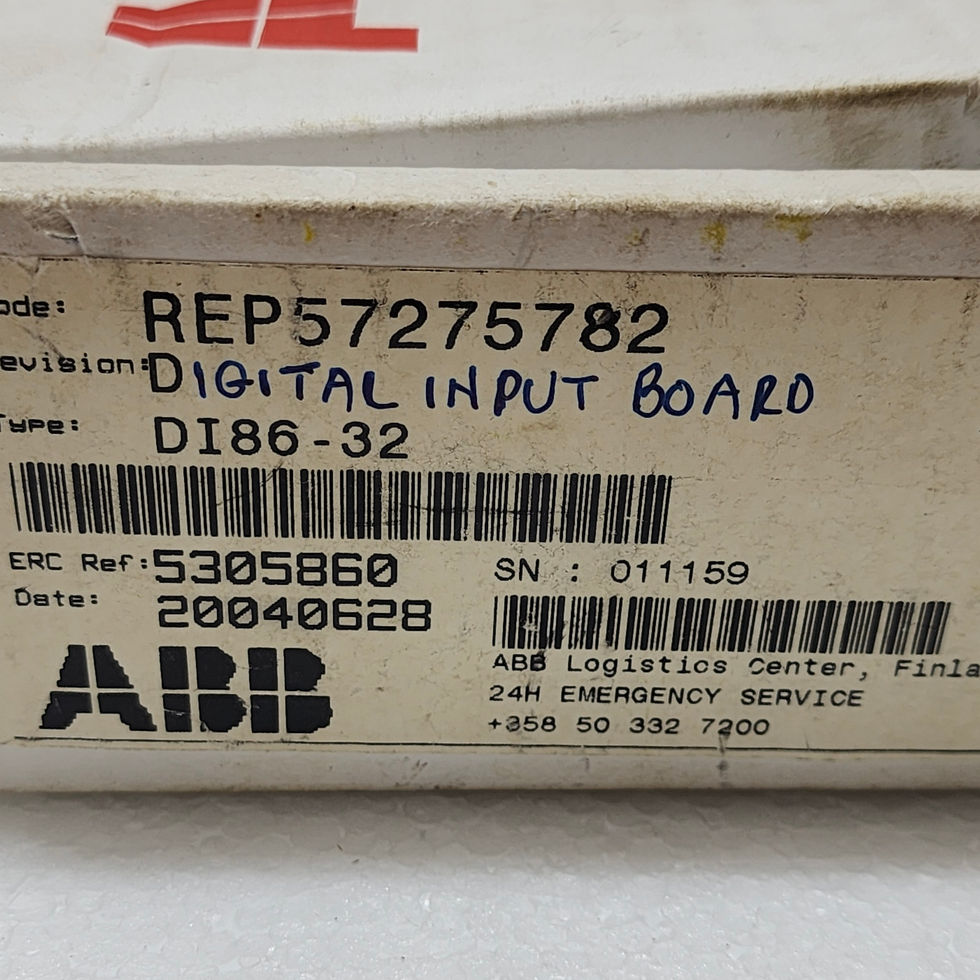 ode: REP57275782
evision: DIGITAL INPUT BOARD
Type: DI86-32
ERC Ref: 5305860
SN : 011159
Date: 20040628
ABB
ABB Logistics Center, Finla
24H EMERGENCY SERVICE
+358 50 332 7200